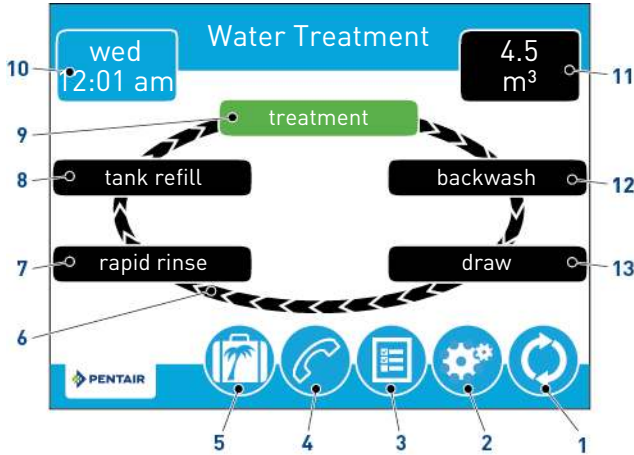 Water Treatment
wed
12:01 am
4.5
m³
10
11
treatment
9
8
tank refill
backwash
12
7
rapid rinse
draw
13
6
PENTAIR
5
4
3
2
1